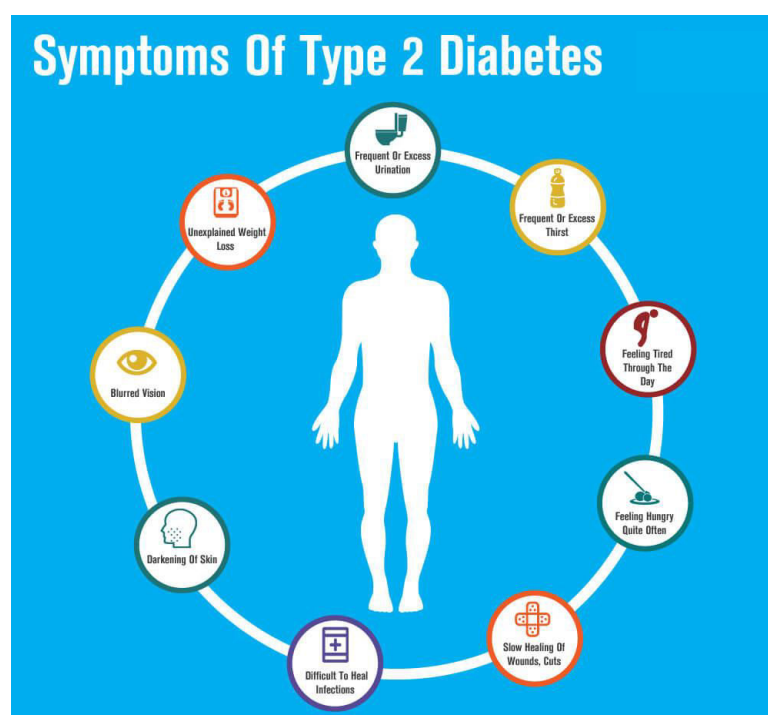 Symptoms Of Type 2 Diabetes
Frequent Or Excess
Urination
Frequent Or Excess
Thirst
Feeling Tired
Through The
Day
Feeling Hungry
Quite Often
Slow Healing Of
Wounds, Cuts
Difficult To Heal
Infections
Darkening Of Skin
Blurred Vision
Unexplained Weight
Loss